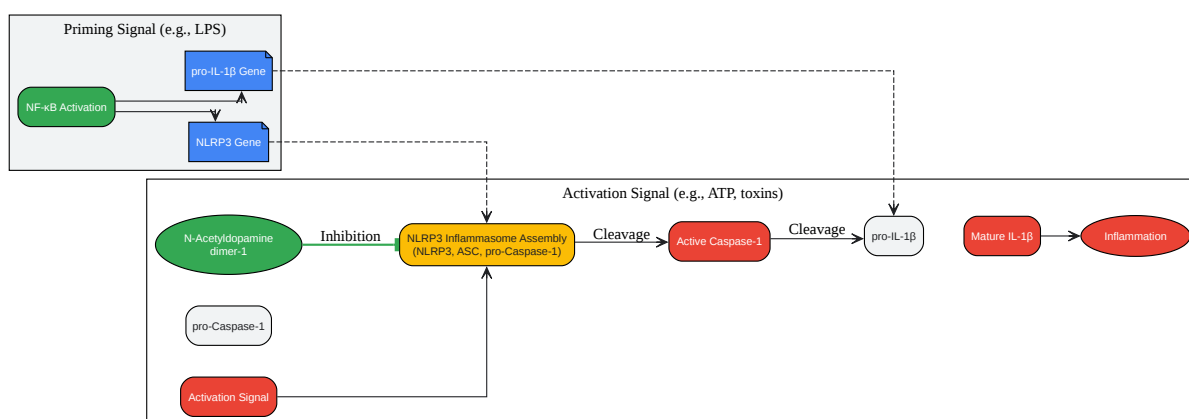 Priming Signal (e.g., LPS)
pro-IL-1β Gene
NF-κB Activation
NLRP3 Gene
Activation Signal (e.g., ATP, toxins)
N-Acetyldopamine
dimer-1
Inhibition
NLRP3 Inflammasome Assembly
(NLRP3, ASC, pro-Caspase-1)
Cleavage
Active Caspase-1
Cleavage
pro-IL-1β
Mature IL-1β
Inflammation
pro-Caspase-1
Activation Signal